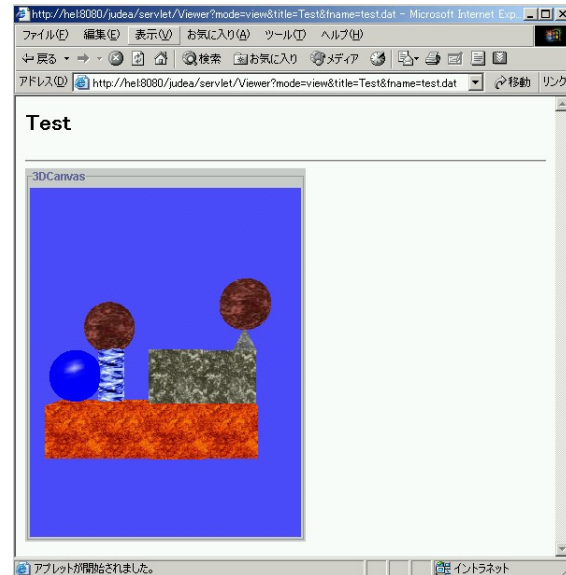 http://hel:8080/judea/servlet/Viewer?mode=view&title=Test&fname=test.dat - Microsoft Internet Exp...
ファイル(F) 編集(E) 表示(V) お気に入り(A) ツール(T) ヘルプ(H)
戻る 検索 お気に入り メディア
アドレス(D) http://hel:8080/judea/servlet/Viewer?mode=view&title=Test&fname=test.dat 移動 リンク
Test
3DCanvas
アプレットが開始されました。 イントラネット